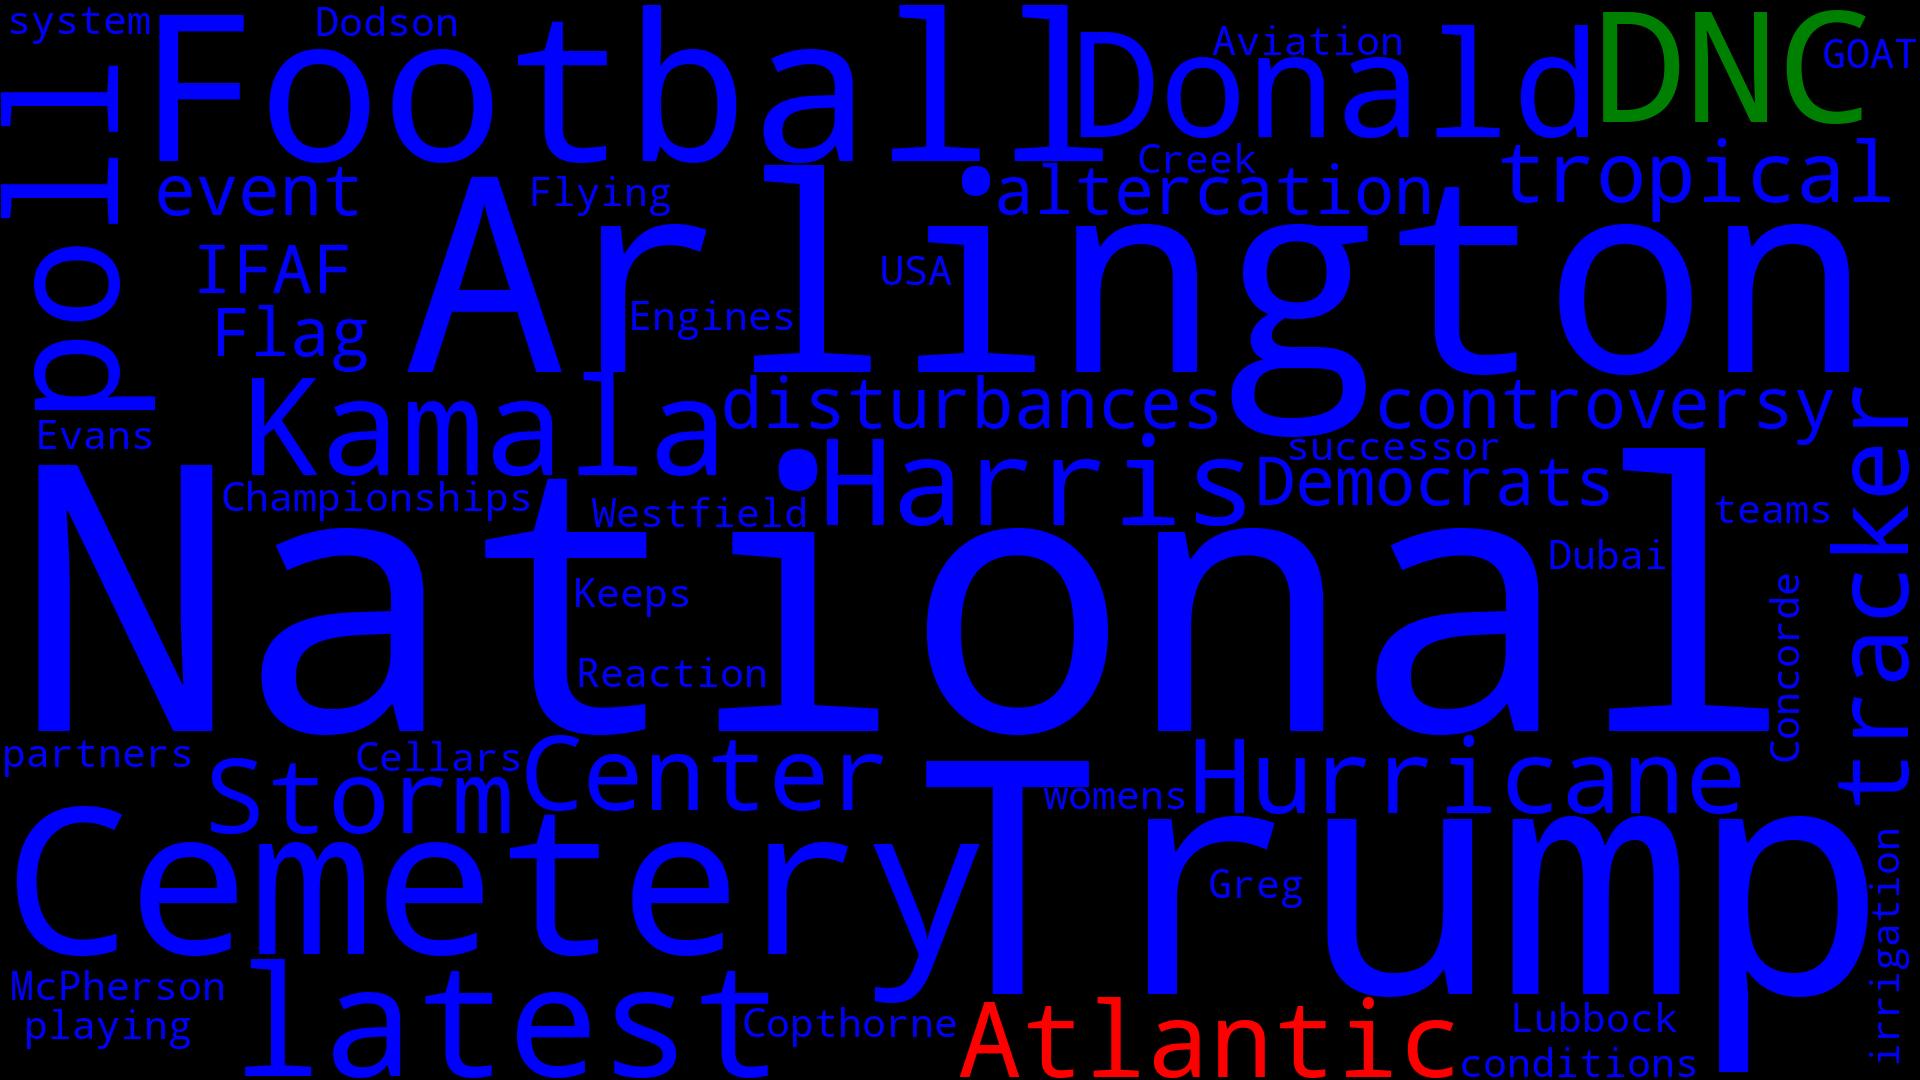 system
Dodson
Football
Donald
Aviation
DNC
GOAT
poll
event
Flying
Creek
altercation
tropical
IFAF
Arlington
USA
Flag
Engines
Kamala
disturbances
controversy
tracker
Evans
Harris
successor
Democrats
National
Championships
Westfield
teams
Dubai
Keeps
Concorde
Reaction
partners
Storm
Cellars
Center
Trump
womens
Hurricane
Cemetery
Greg
irrigation
McPherson
latest
playing
Copthorne
Atlantic
Lubbock
conditions